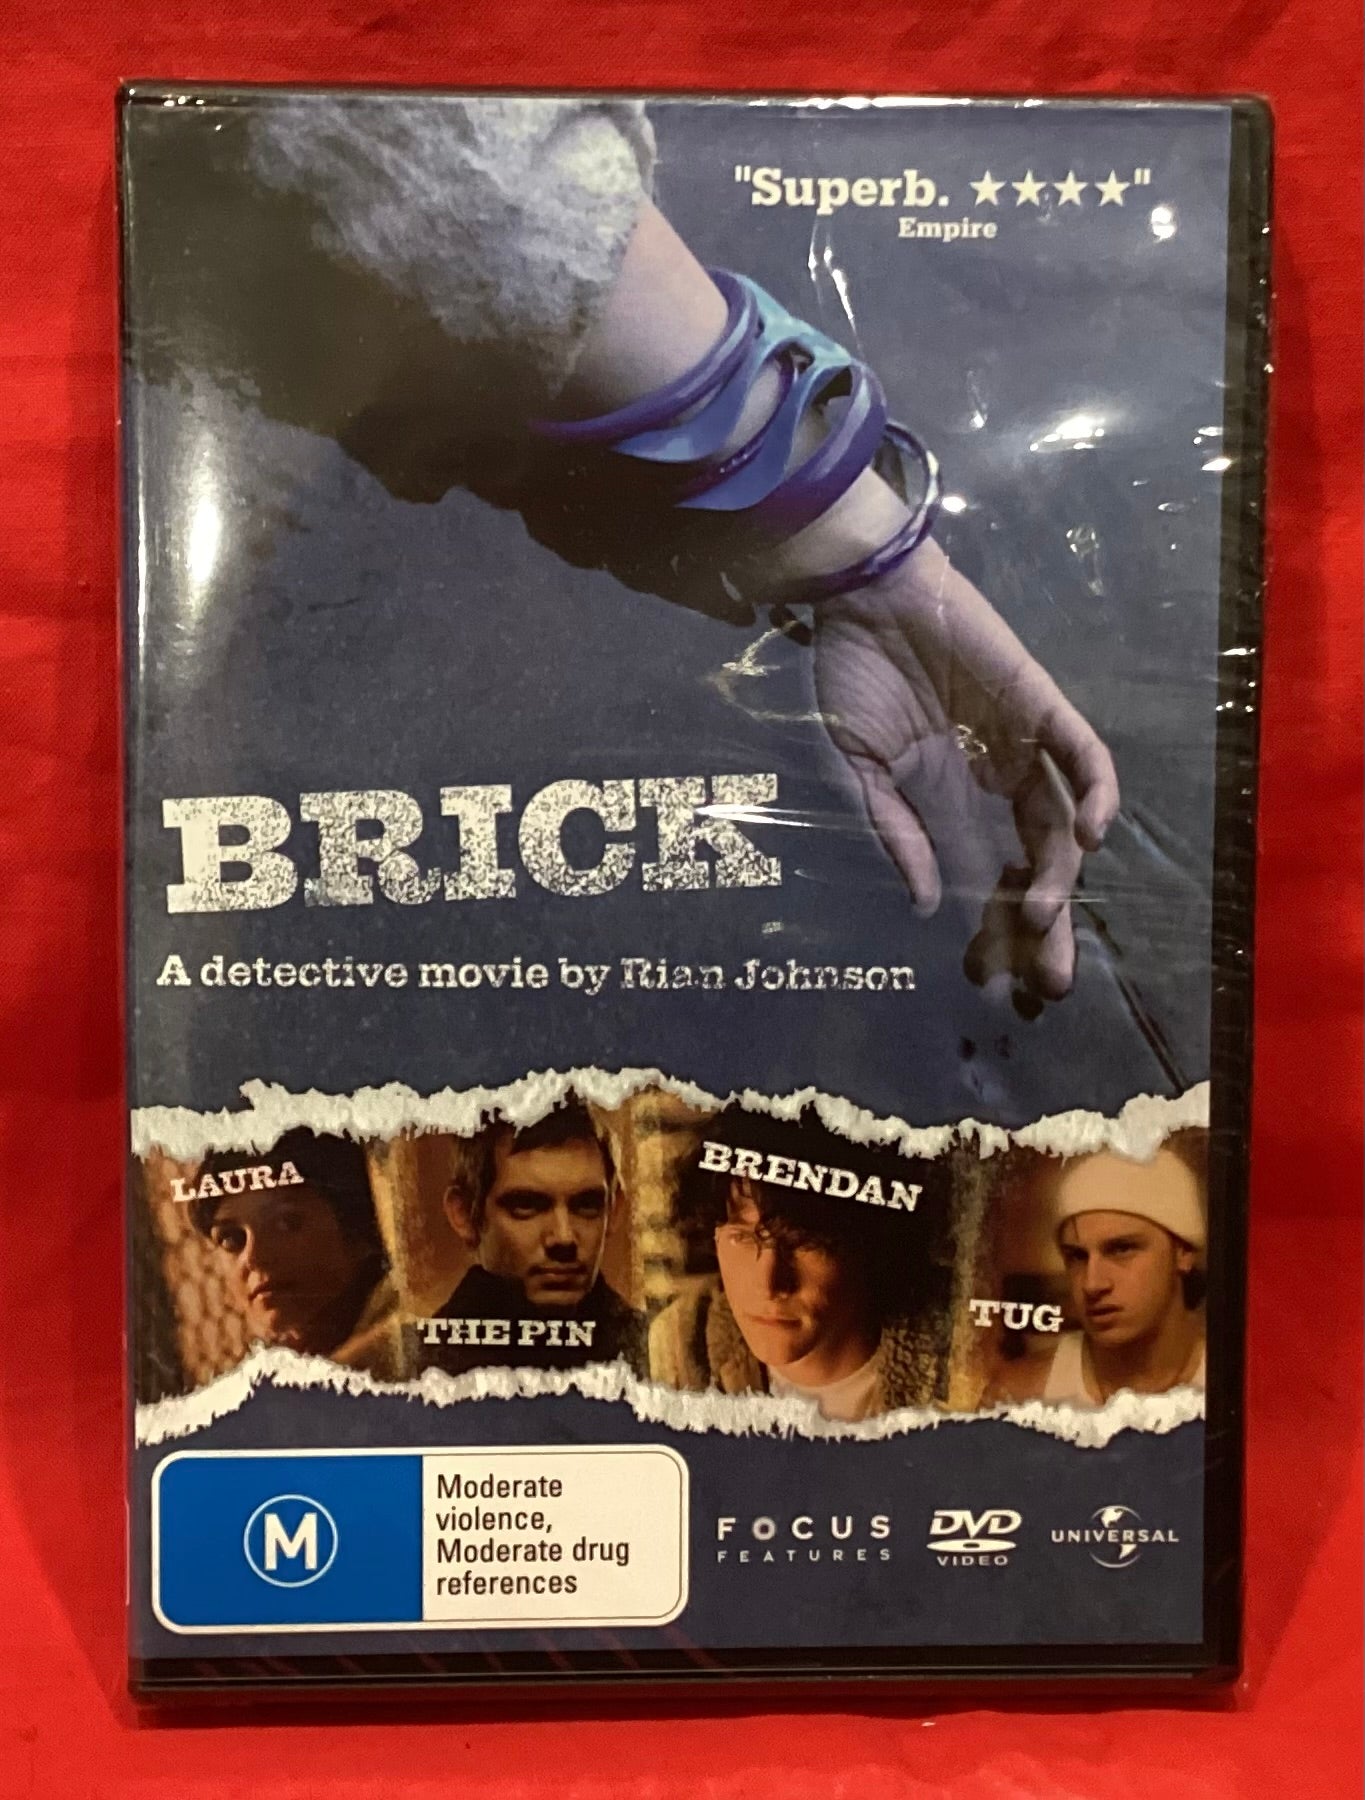 "Superb. ★★★★"
Empire
BRICK
A detective movie by Rian Johnson
LAURA
THE PIN
BRENDAN
TUG
M
Moderate
violence,
Moderate drug
references
FOCUS
FEATURES
DVD
VIDEO
UNIVERSAL